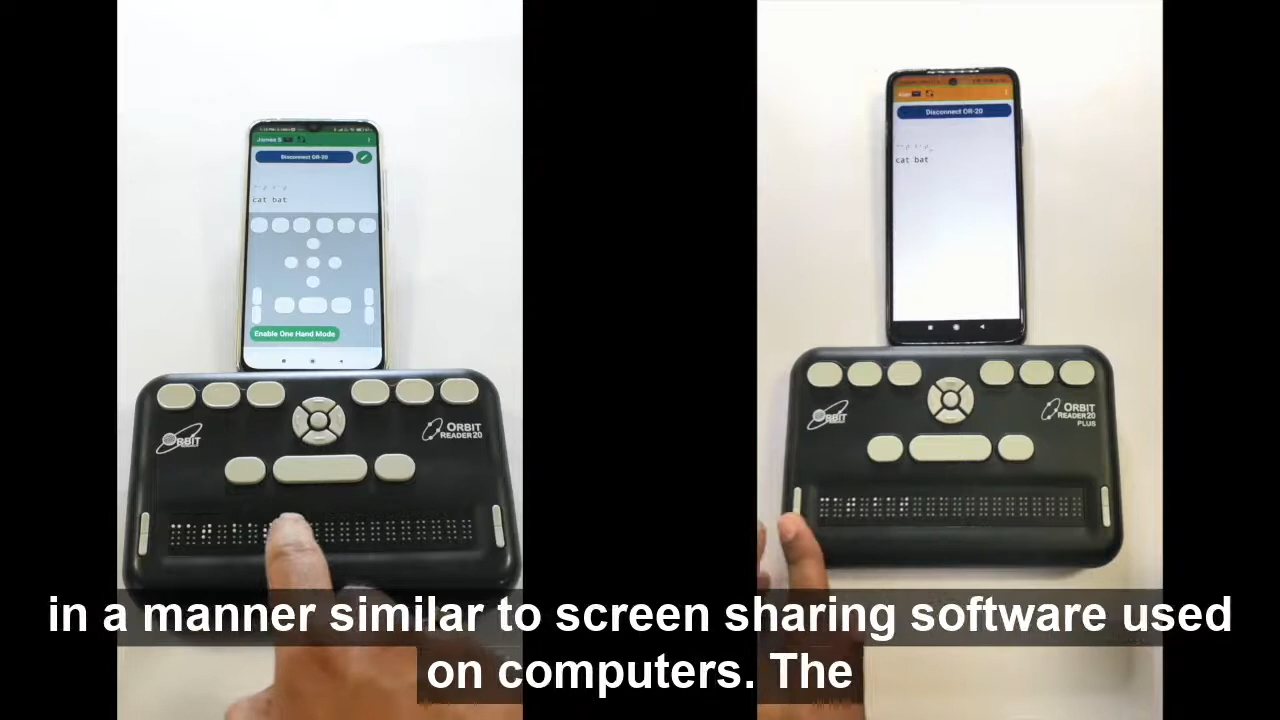 James S
Disconnect OR-20
cat bat
Enable One Hand Mode
ORBIT
ORBIT
READER 20
Disconnect OR-20
cat bat
ORBIT
ORBIT
READER 20
PLUS
in a manner similar to screen sharing software used
on computers. The